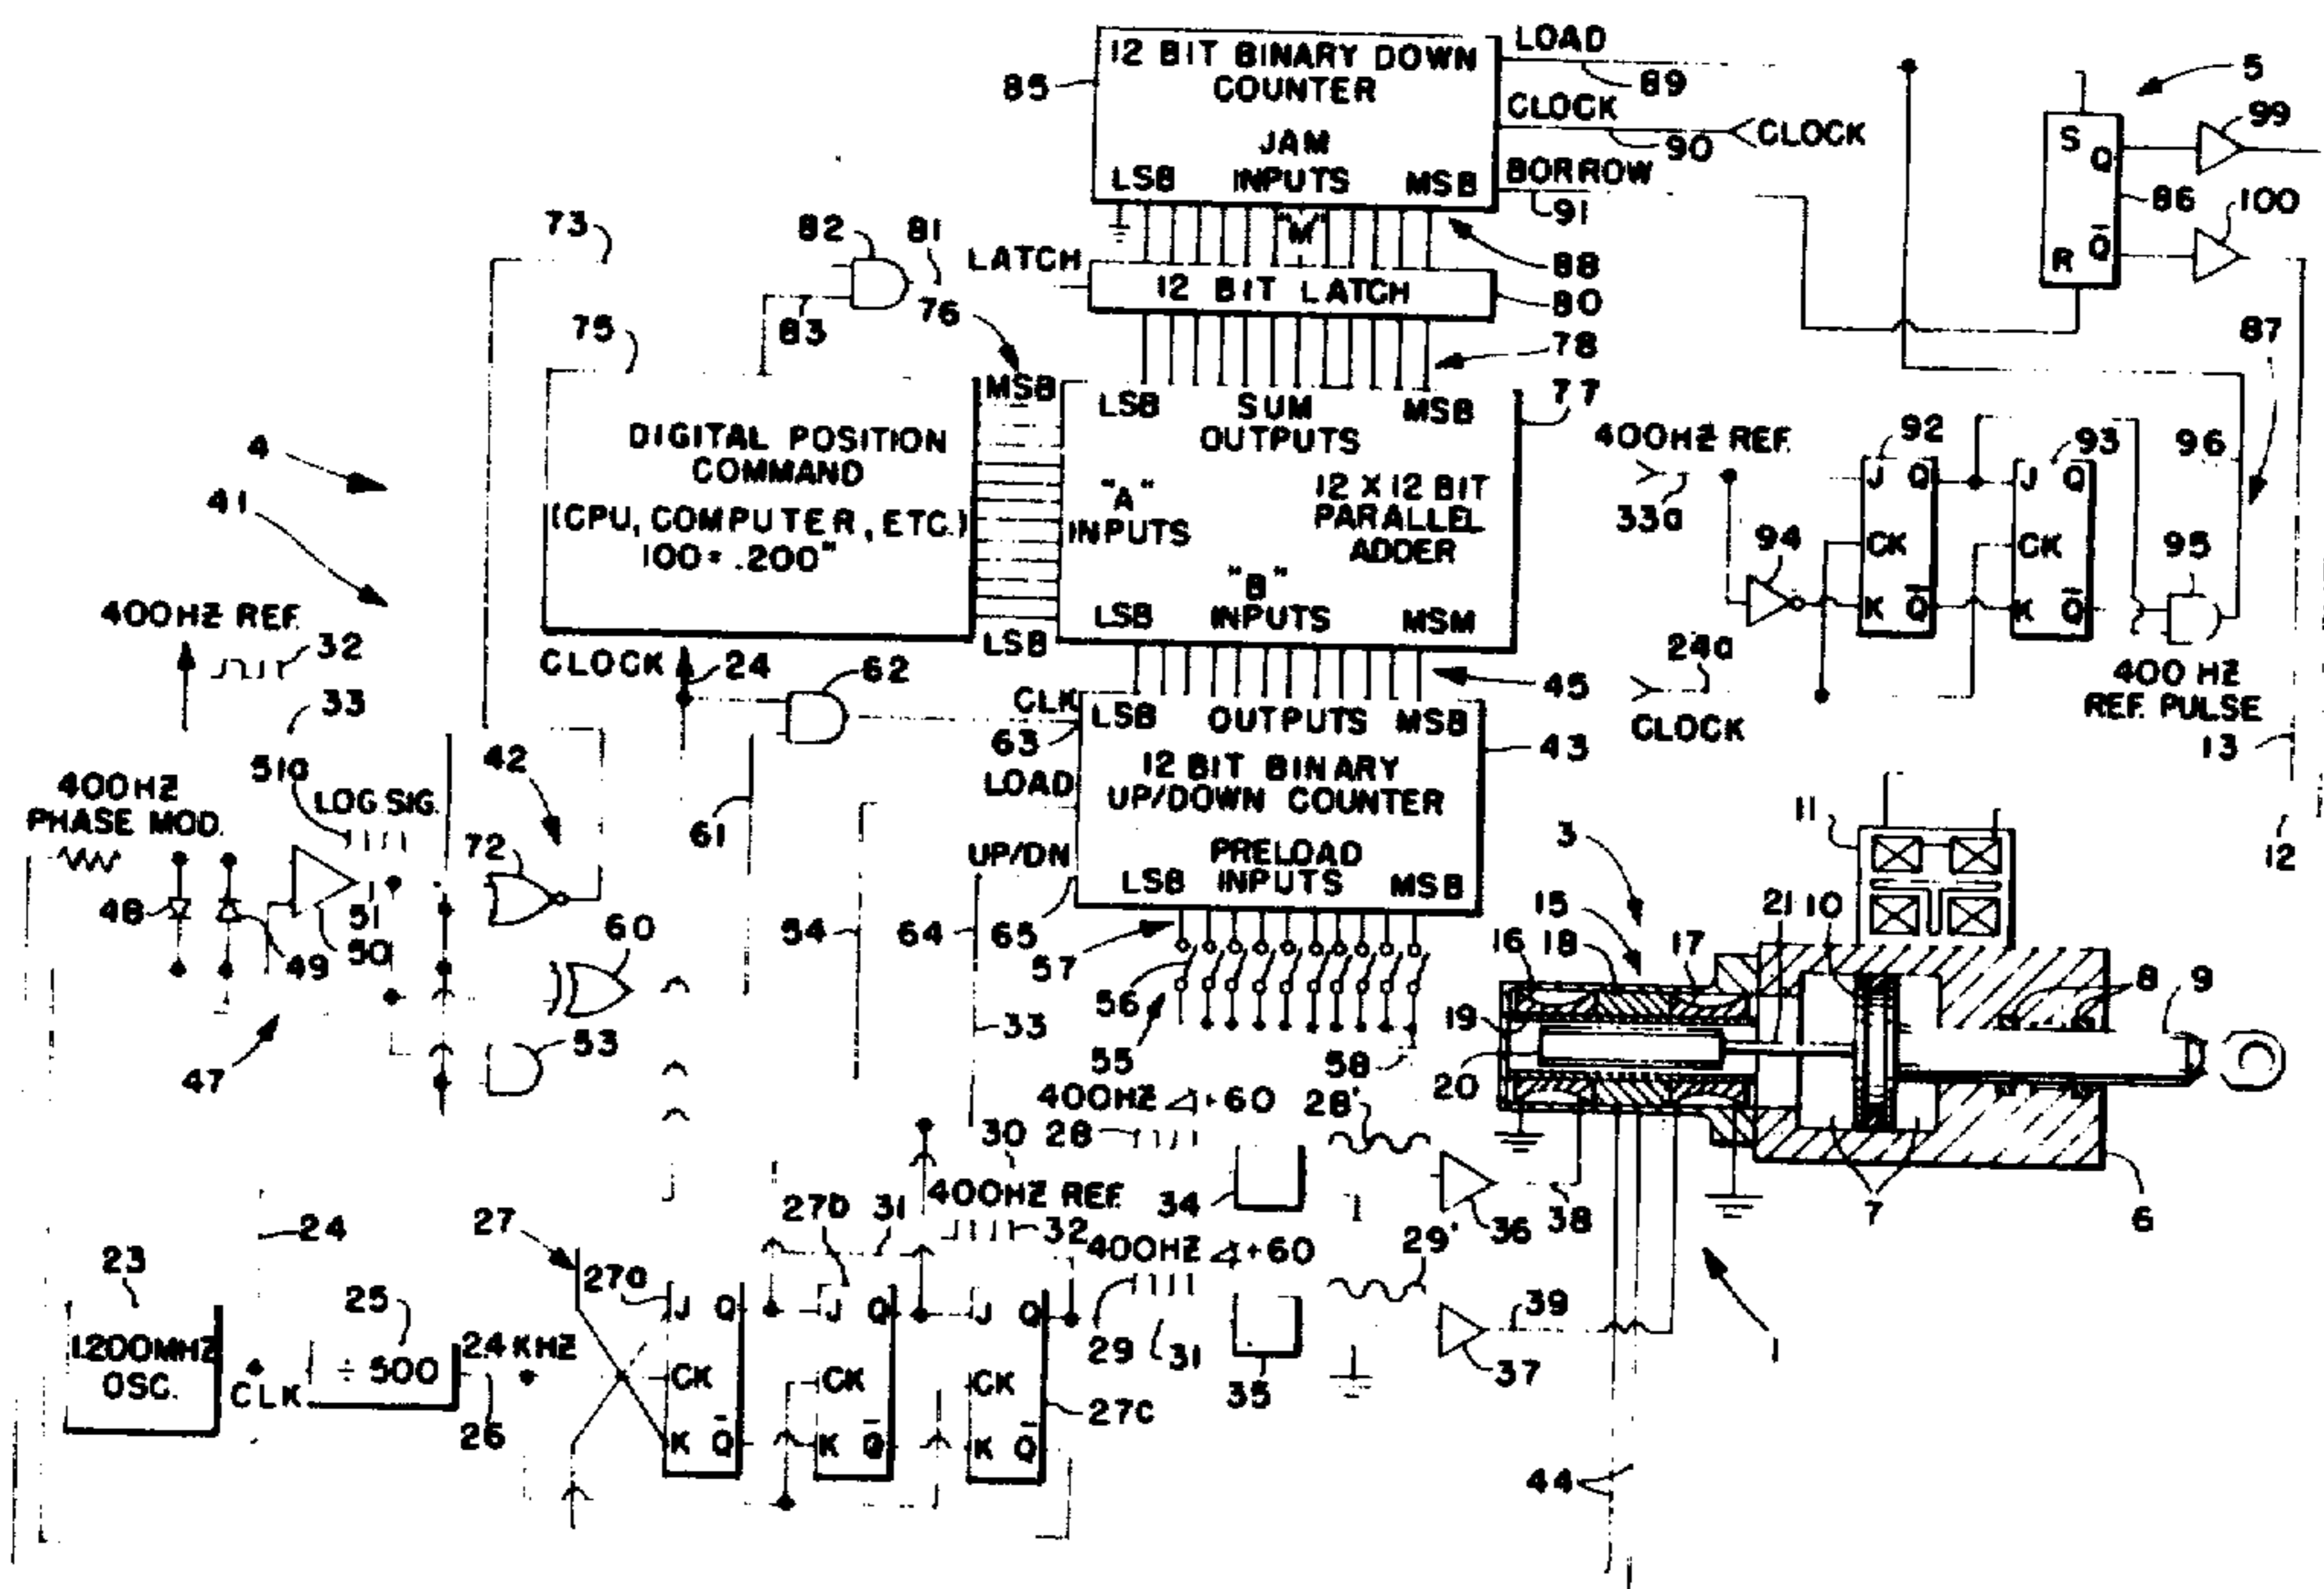 12 BIT BINARY DOWN
COUNTER
JAM
INPUTS
LSB
MSB
"M"
LOAD
89
CLOCK
90
CLOCK
BORROW
91
85
5
99
S
Q
86
100
R
Q̄
73
82
81
LATCH
12 BIT LATCH
88
80
83
76
78
87
75
DIGITAL POSITION
COMMAND
(CPU, COMPUTER, ETC.)
100 = .200"
MSB
LSB
LSB
SUM
OUTPUTS
MSB
"A"
INPUTS
12 X 12 BIT
PARALLEL
ADDER
"B"
INPUTS
LSB
MSM
77
400HZ REF.
33a
92
93
96
J Q
CK
K Q̄
J Q
CK
K Q̄
94
95
24a
CLOCK
400 HZ
REF. PULSE
13
12
4
41
400HZ REF.
32
33
CLOCK
24
62
CLK
63
LSB
OUTPUTS
MSB
45
43
12 BIT BINARY
UP/DOWN COUNTER
PRELOAD
INPUTS
LSB
MSB
LOAD
UP/DN
65
64
54
61
33
57
56
55
58
400HZ
PHASE MOD.
51a
LOG. SIG.
42
72
48
49
50
51
60
53
47
3
15
16
18
17
21
10
11
8
9
19
20
7
6
1
400HZ ∠+60
28
28'
30
400HZ REF.
32
34
36
38
400HZ ∠+60
29
31
29'
35
37
39
44
24
23
1.200MHZ
OSC.
CLK
25
÷ 500
2.4 KHZ
26
27
27a
27b
31
27c
J Q
CK
K Q̄
J Q
CK
K Q̄
J Q
CK
K Q̄